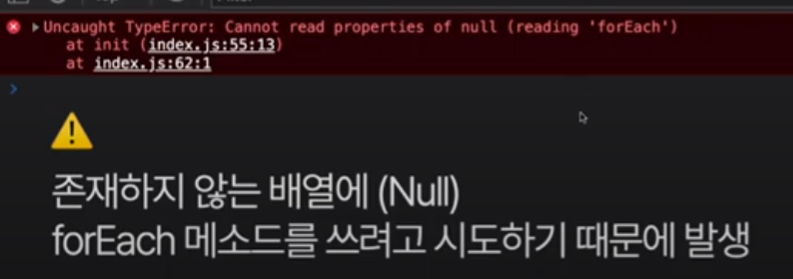 Uncaught TypeError: Cannot read properties of null (reading 'forEach')
at init (index.js:55:13)
at index.js:62:1
존재하지 않는 배열에 (Null)
forEach 메소드를 쓰려고 시도하기 때문에 발생